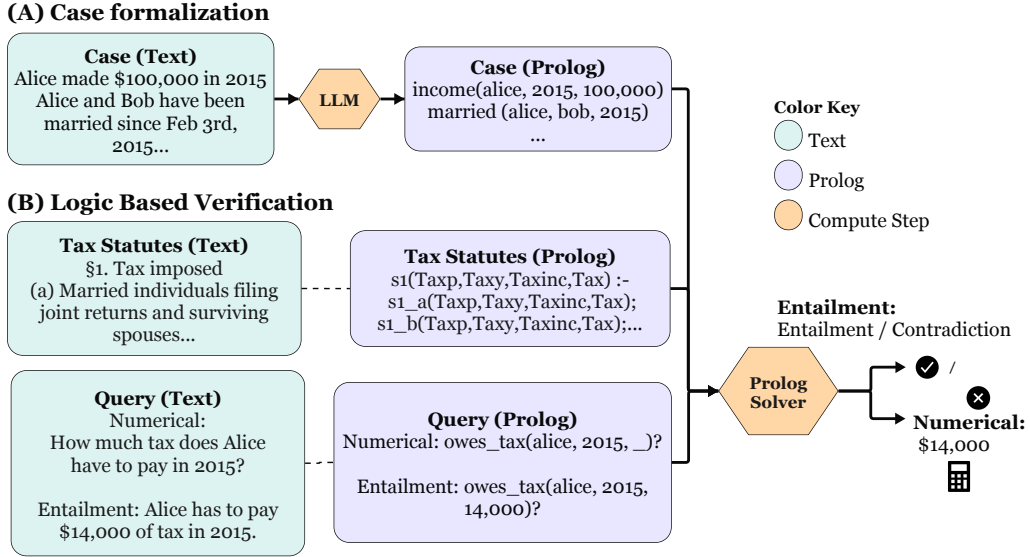 (A) Case formalization
Case (Text)
Alice made $100,000 in 2015
Alice and Bob have been
married since Feb 3rd,
2015...
LLM
Case (Prolog)
income(alice, 2015, 100,000)
married (alice, bob, 2015)
...
Color Key
Text
Prolog
Compute Step
(B) Logic Based Verification
Tax Statutes (Text)
§1. Tax imposed
(a) Married individuals filing
joint returns and surviving
spouses...
Tax Statutes (Prolog)
s1(Taxp,Taxy,Taxinc,Tax) :-
s1_a(Taxp,Taxy,Taxinc,Tax);
s1_b(Taxp,Taxy,Taxinc,Tax);...
Query (Text)
Numerical:
How much tax does Alice
have to pay in 2015?
Entailment: Alice has to pay
$14,000 of tax in 2015.
Query (Prolog)
Numerical: owes_tax(alice, 2015, _)?
Entailment: owes_tax(alice, 2015,
14,000)?
Prolog
Solver
Entailment:
Entailment / Contradiction
/
Numerical:
$14,000